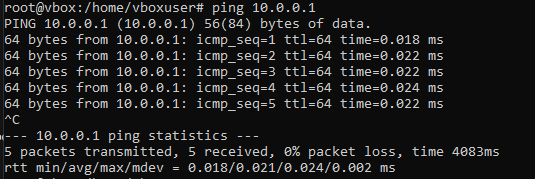 root@vbox:/home/vboxuser# ping 10.0.0.1
PING 10.0.0.1 (10.0.0.1) 56(84) bytes of data.
64 bytes from 10.0.0.1: icmp_seq=1 ttl=64 time=0.018 ms
64 bytes from 10.0.0.1: icmp_seq=2 ttl=64 time=0.022 ms
64 bytes from 10.0.0.1: icmp_seq=3 ttl=64 time=0.022 ms
64 bytes from 10.0.0.1: icmp_seq=4 ttl=64 time=0.024 ms
64 bytes from 10.0.0.1: icmp_seq=5 ttl=64 time=0.022 ms
^C
--- 10.0.0.1 ping statistics ---
5 packets transmitted, 5 received, 0% packet loss, time 4083ms
rtt min/avg/max/mdev = 0.018/0.021/0.024/0.002 ms